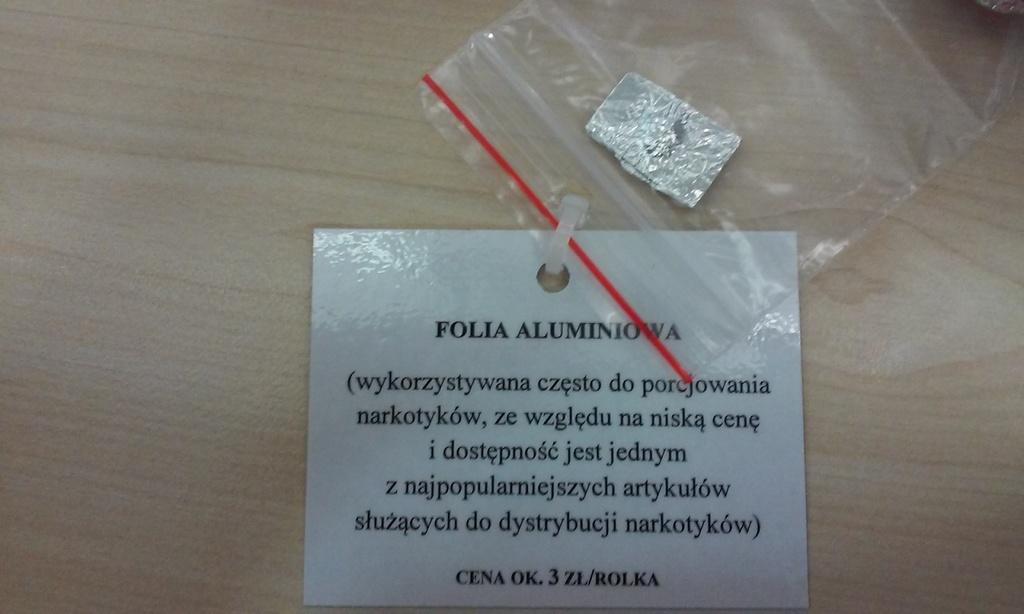 FOLIA ALUMINIOWA
(wykorzystywana często do porcjowania
narkotyków, ze względu na niską cenę
i dostępność jest jednym
z najpopularniejszych artykułów
służących do dystrybucji narkotyków)
CENA OK. 3 ZŁ/ROLKA